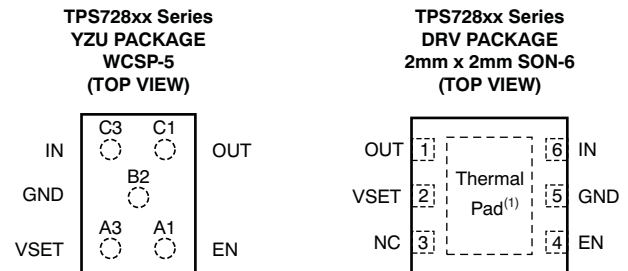 TPS728xx Series
YZU PACKAGE
WCSP-5
(TOP VIEW)
C3 C1
IN OUT
B2
GND
A3 A1
VSET EN
TPS728xx Series
DRV PACKAGE
2mm x 2mm SON-6
(TOP VIEW)
OUT 1 6 IN
Thermal
VSET 2 5 GND
Pad(1)
NC 3 4 EN